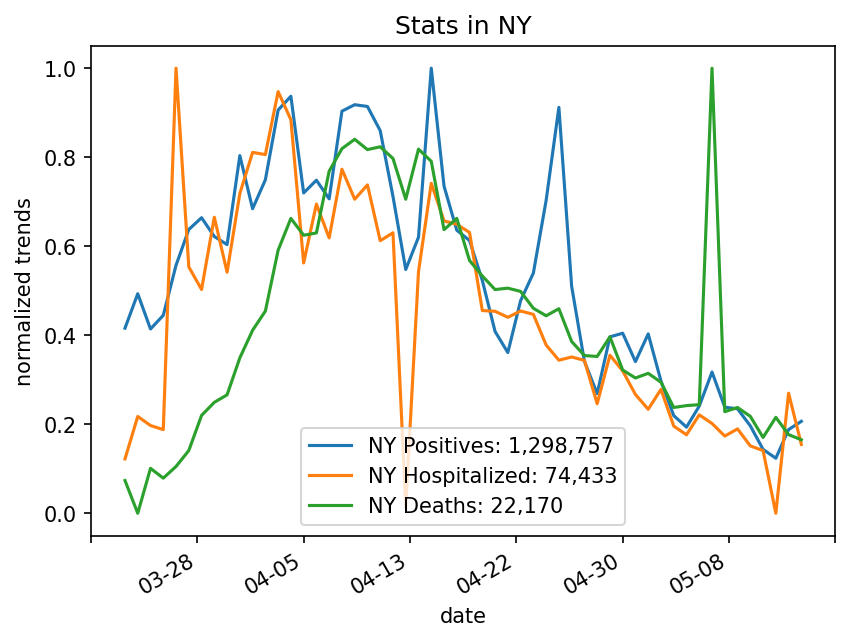 Stats in NY
normalized trends
1.0
0.8
0.6
0.4
0.2
0.0
NY Positives: 1,298,757
NY Hospitalized: 74,433
NY Deaths: 22,170
03-28
04-05
04-13
04-22
04-30
05-08
date